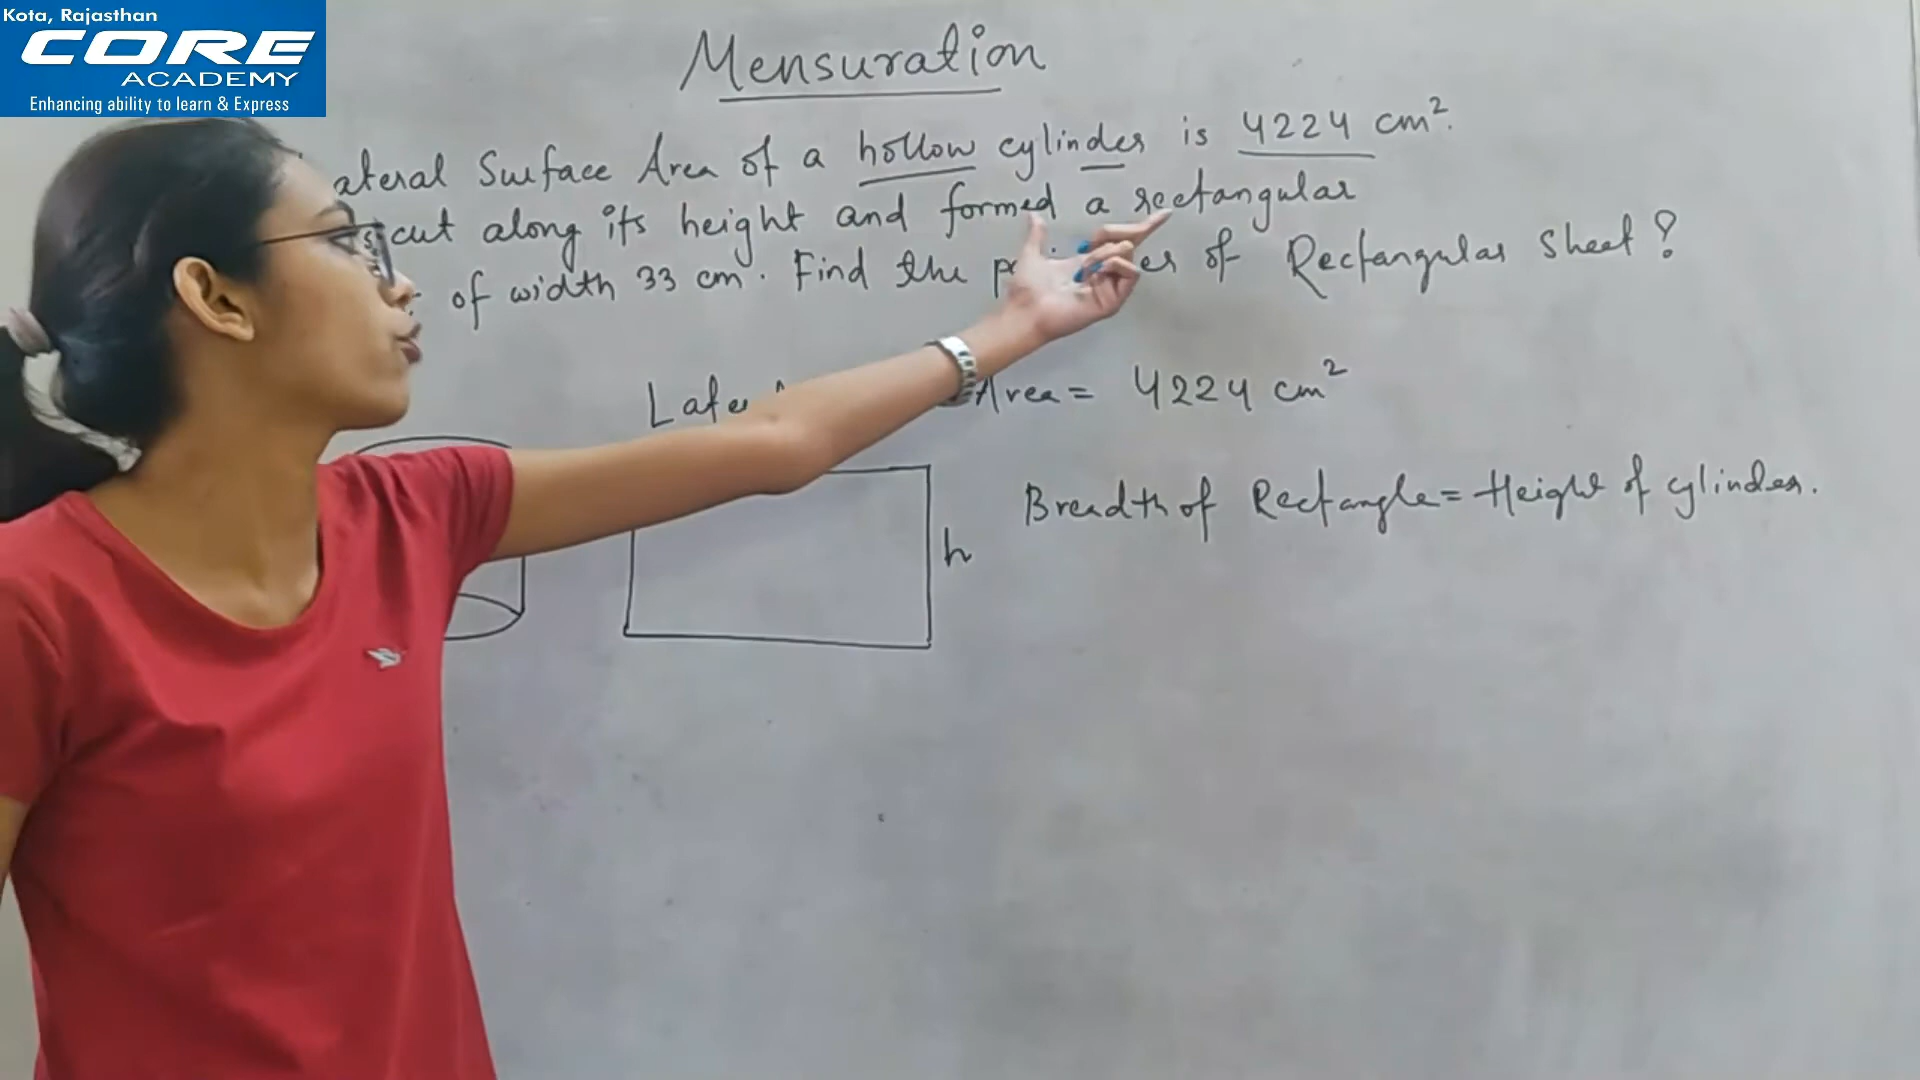 Kota, Rajasthan
CORE
ACADEMY
Enhancing ability to learn & Express
Mensuration
Surface Area of a hollow cylinder is 4224 cm².
cut along its height and formed a rectangular
of width 33 cm. Find the of Rectangular Sheet?
Area = 4224 cm²
Breadth of Rectangle = Height of cylinder.
h